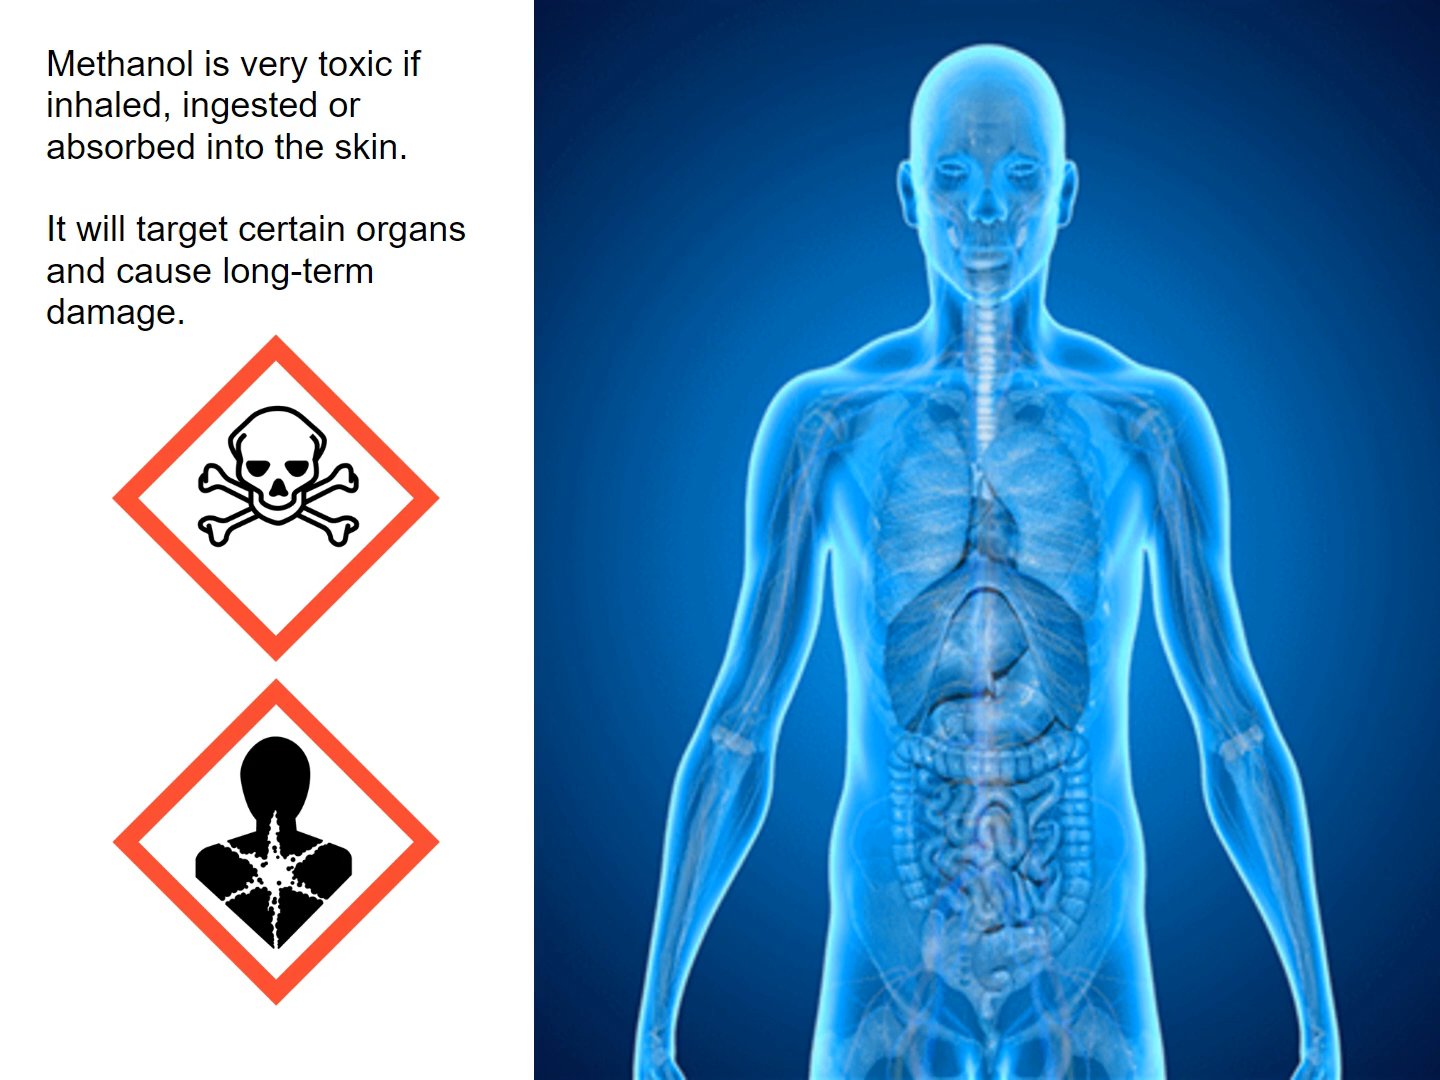 Methanol is very toxic if
inhaled, ingested or
absorbed into the skin.
It will target certain organs
and cause long-term
damage.